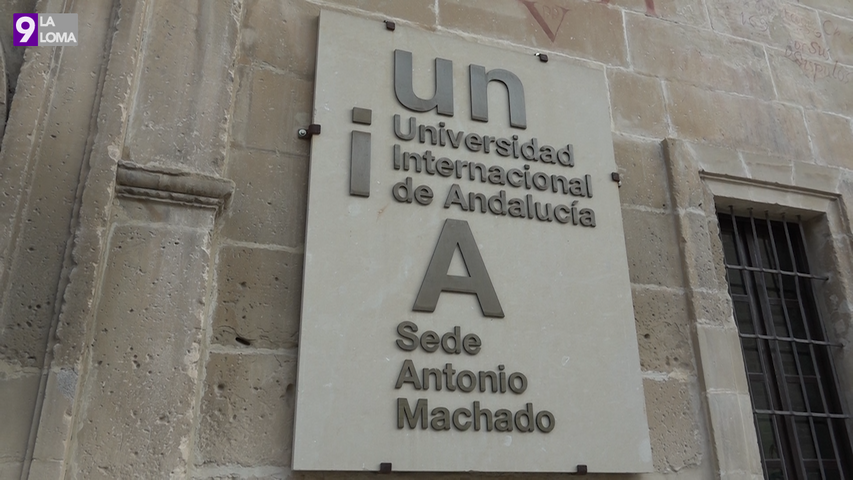 9 LA
LOMA
un
i
Universidad
Internacional
de Andalucía
A
Sede
Antonio
Machado